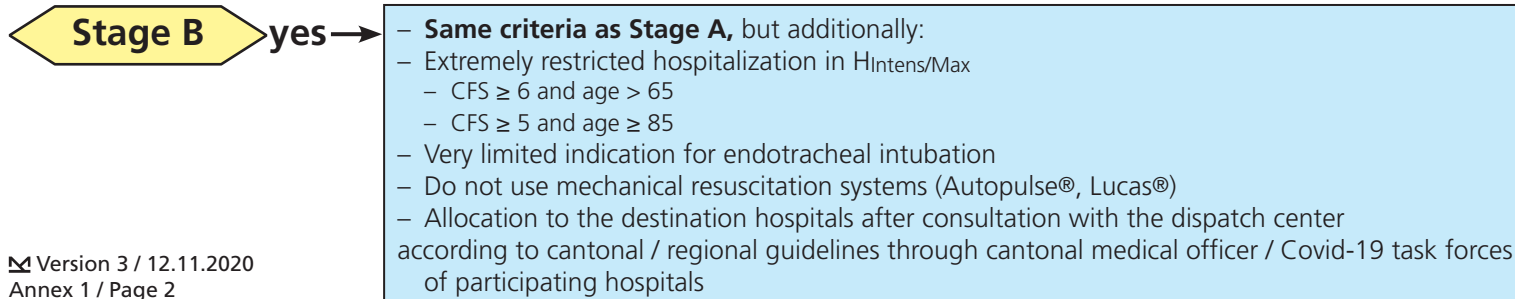 Stage B yes → – Same criteria as Stage A, but additionally:
– Extremely restricted hospitalization in HIntens/Max
– CFS ≥ 6 and age > 65
– CFS ≥ 5 and age ≥ 85
– Very limited indication for endotracheal intubation
– Do not use mechanical resuscitation systems (Autopulse®, Lucas®)
– Allocation to the destination hospitals after consultation with the dispatch center
according to cantonal / regional guidelines through cantonal medical officer / Covid-19 task forces
of participating hospitals
Version 3 / 12.11.2020
Annex 1 / Page 2